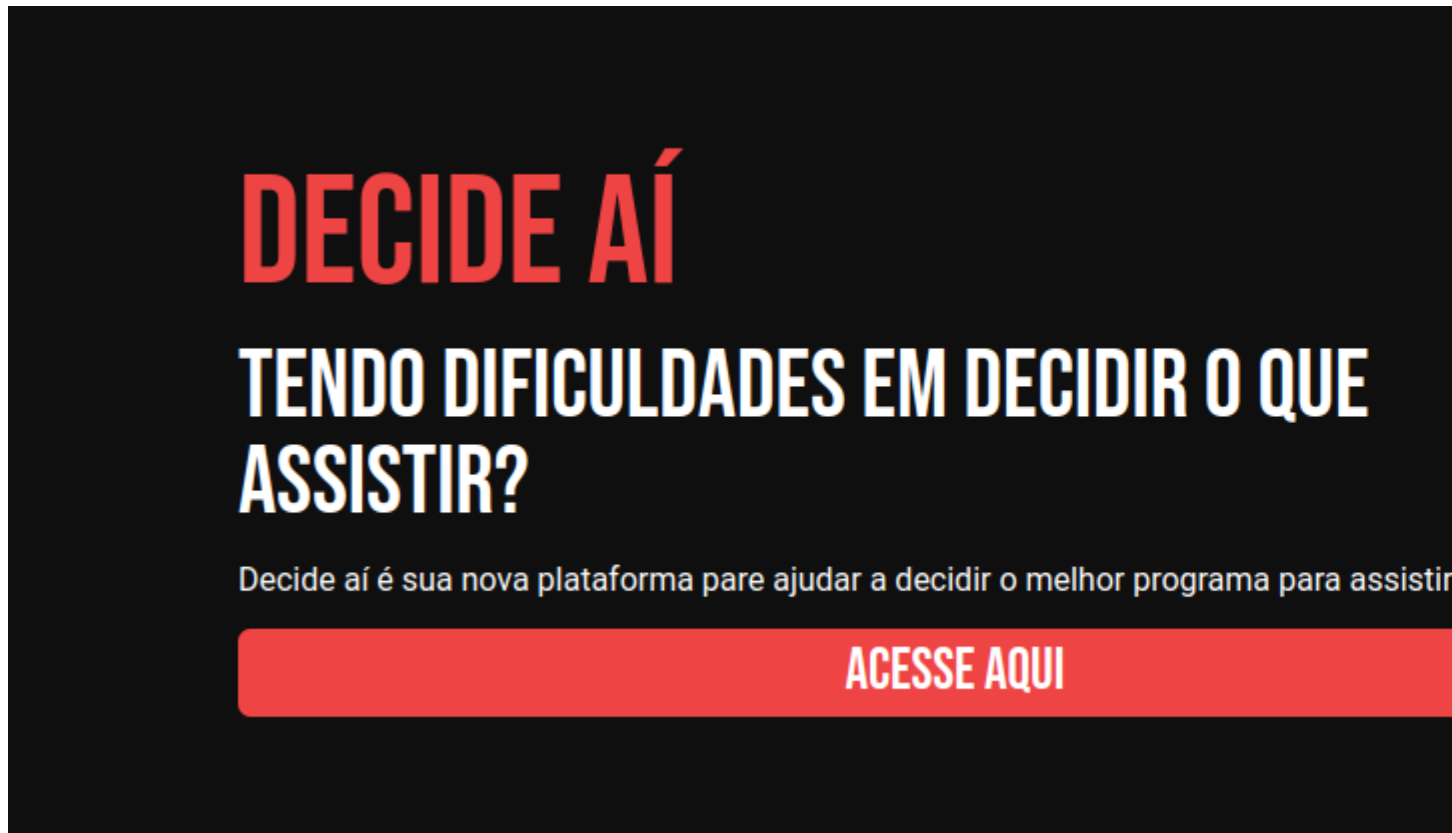 DECIDE AÍ
TENDO DIFICULDADES EM DECIDIR O QUE
ASSISTIR?
Decide aí é sua nova plataforma pare ajudar a decidir o melhor programa para assistir
ACESSE AQUI